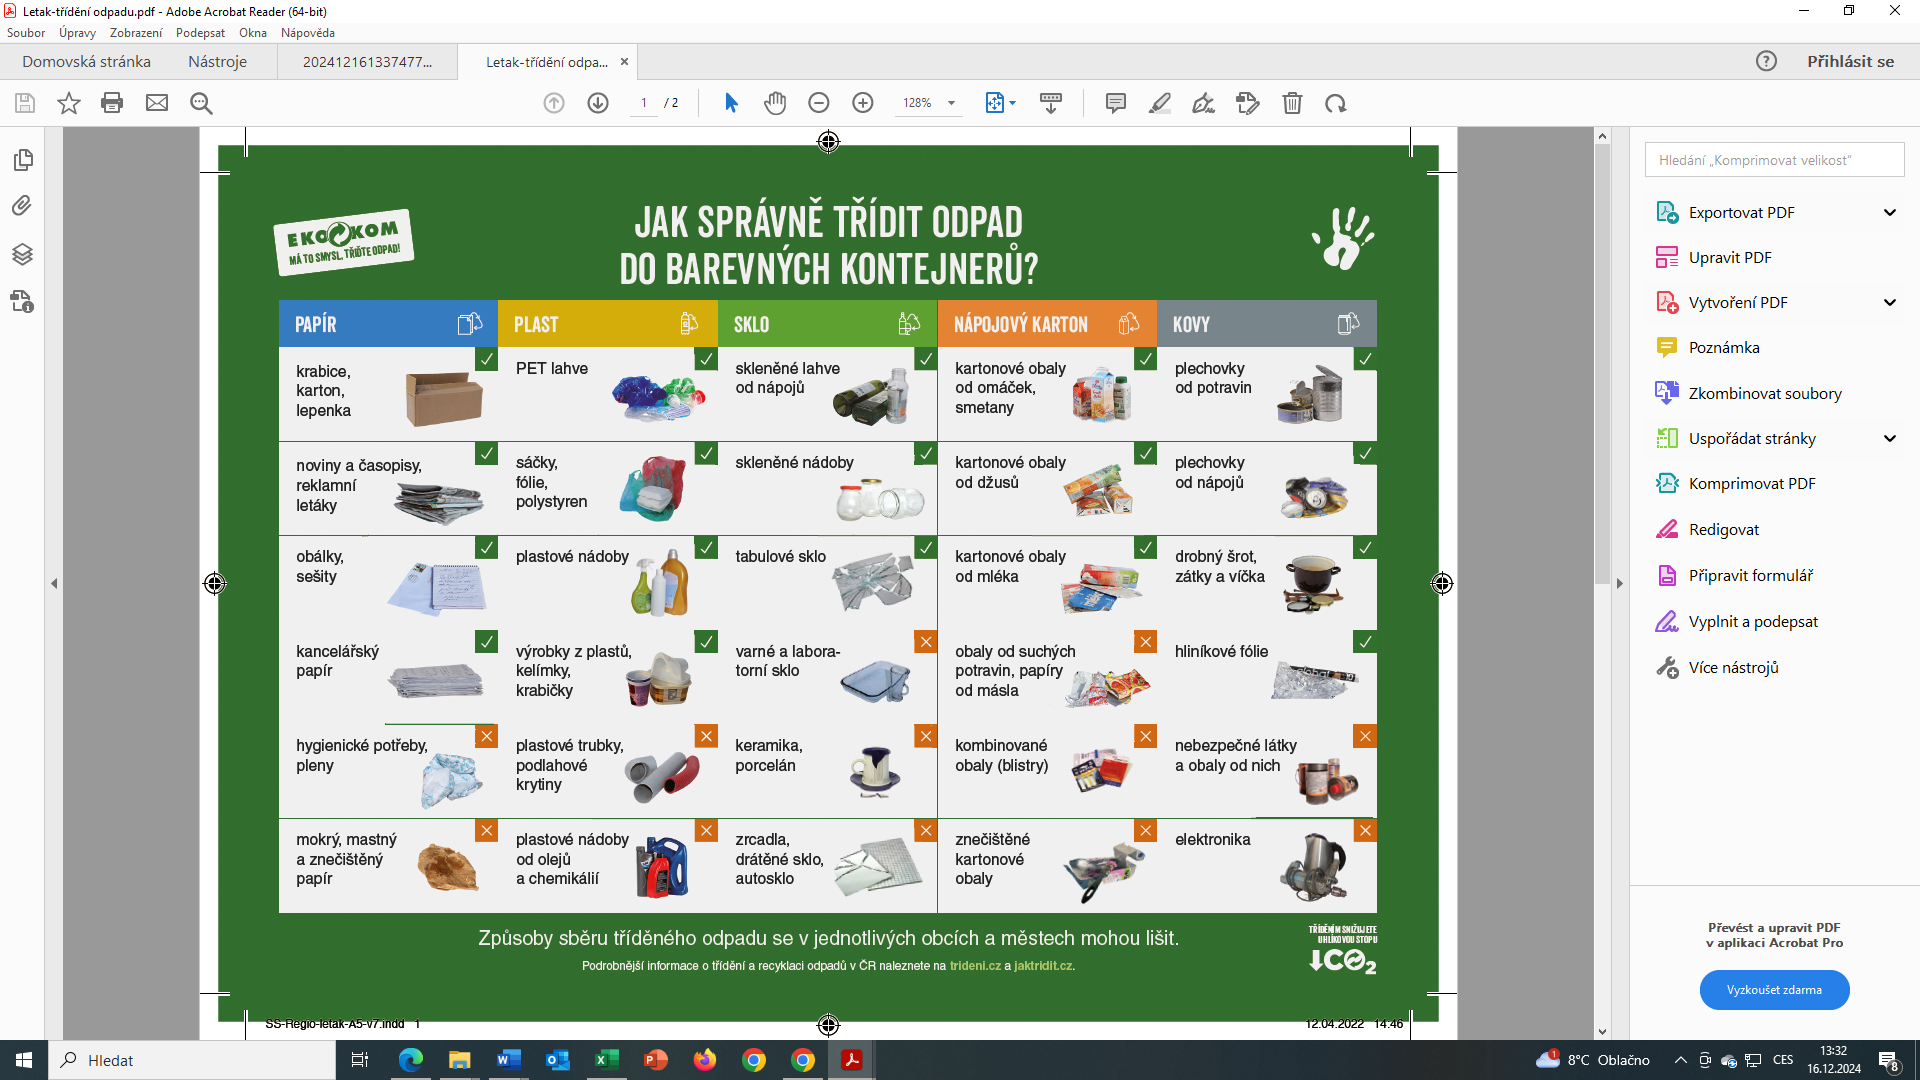 Letak-třídění odpadu.pdf - Adobe Acrobat Reader (64-bit)
Soubor Úpravy Zobrazení Podepsat Okna Nápověda
Domovská stránka Nástroje 202412161337477... Letak-třídění odpa... Přihlásit se
1 / 2 128%
EKO KOM
MÁ TO SMYSL, TŘIĎTE ODPAD!
JAK SPRÁVNĚ TŘÍDIT ODPAD
DO BAREVNÝCH KONTEJNERŮ?
PAPÍR PLAST SKLO NÁPOJOVÝ KARTON KOVY
krabice,
karton,
lepenka
PET lahve
skleněné lahve
od nápojů
kartonové obaly
od omáček,
smetany
plechovky
od potravin
noviny a časopisy,
reklamní
letáky
sáčky,
fólie,
polystyren
skleněné nádoby
kartonové obaly
od džusů
plechovky
od nápojů
obálky,
sešity
plastové nádoby
tabulové sklo
kartonové obaly
od mléka
drobný šrot,
zátky a víčka
kancelářský
papír
výrobky z plastů,
kelímky,
krabičky
varné a labora-
torní sklo
obaly od suchých
potravin, papíry
od másla
hliníkové fólie
hygienické potřeby,
pleny
plastové trubky,
podlahové
krytiny
keramika,
porcelán
kombinované
obaly (blistry)
nebezpečné látky
a obaly od nich
mokrý, mastný
a znečištěný
papír
plastové nádoby
od olejů
a chemikálií
zrcadla,
drátěné sklo,
autosklo
znečištěné
kartonové
obaly
elektronika
Způsoby sběru tříděného odpadu se v jednotlivých obcích a městech mohou lišit.
Podrobnější informace o třídění a recyklaci odpadů v ČR naleznete na trideni.cz a jaktridit.cz.
TŘÍDĚNÍM SNIŽUJETE
UHLÍKOVOU STOPU
CO2
SS-Regio-letak-A5-v7.indd 1
12.04.2022 14:46
Hledání „Komprimovat velikost"
Exportovat PDF
Upravit PDF
Vytvoření PDF
Poznámka
Zkombinovat soubory
Uspořádat stránky
Komprimovat PDF
Redigovat
Připravit formulář
Vyplnit a podepsat
Více nástrojů
Převést a upravit PDF
v aplikaci Acrobat Pro
Vyzkoušet zdarma
Hledat
1 8°C Oblačno CES 13:32
16.12.2024 8